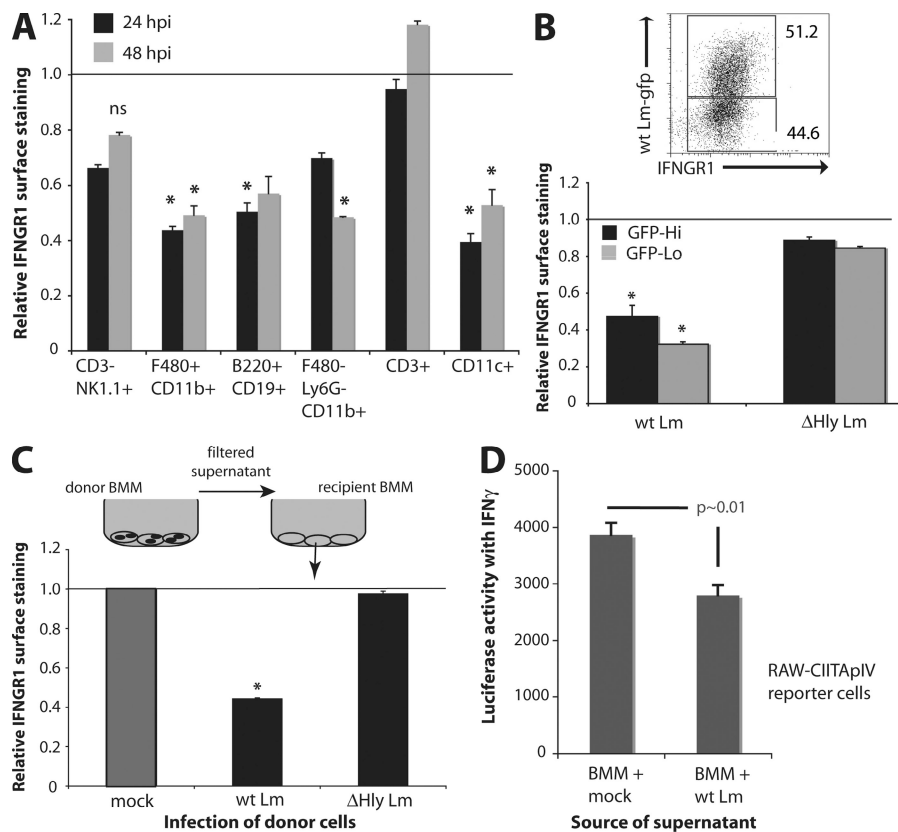 A
24 hpi
48 hpi
Relative IFNGR1 surface staining
1.2
1.0
0.8
0.6
0.4
0.2
0
ns
*
*
*
*
*
*
CD3-
NK1.1+
F480+
CD11b+
B220+
CD19+
F480-
Ly6G-
CD11b+
CD3+
CD11c+
B
wt Lm-gfp
51.2
44.6
IFNGR1
Relative IFNGR1 surface staining
1.2
1.0
0.8
0.6
0.4
0.2
0
GFP-Hi
GFP-Lo
*
*
wt Lm
ΔHly Lm
C
filtered
supernatant
donor BMM
recipient BMM
Relative IFNGR1 surface staining
1.2
1.0
0.8
0.6
0.4
0.2
0
*
mock
wt Lm
ΔHly Lm
Infection of donor cells
D
Luciferase activity with IFNγ
5000
4000
3000
2000
1000
0
p~0.01
RAW-CIITApIV
reporter cells
BMM +
mock
BMM +
wt Lm
Source of supernatant